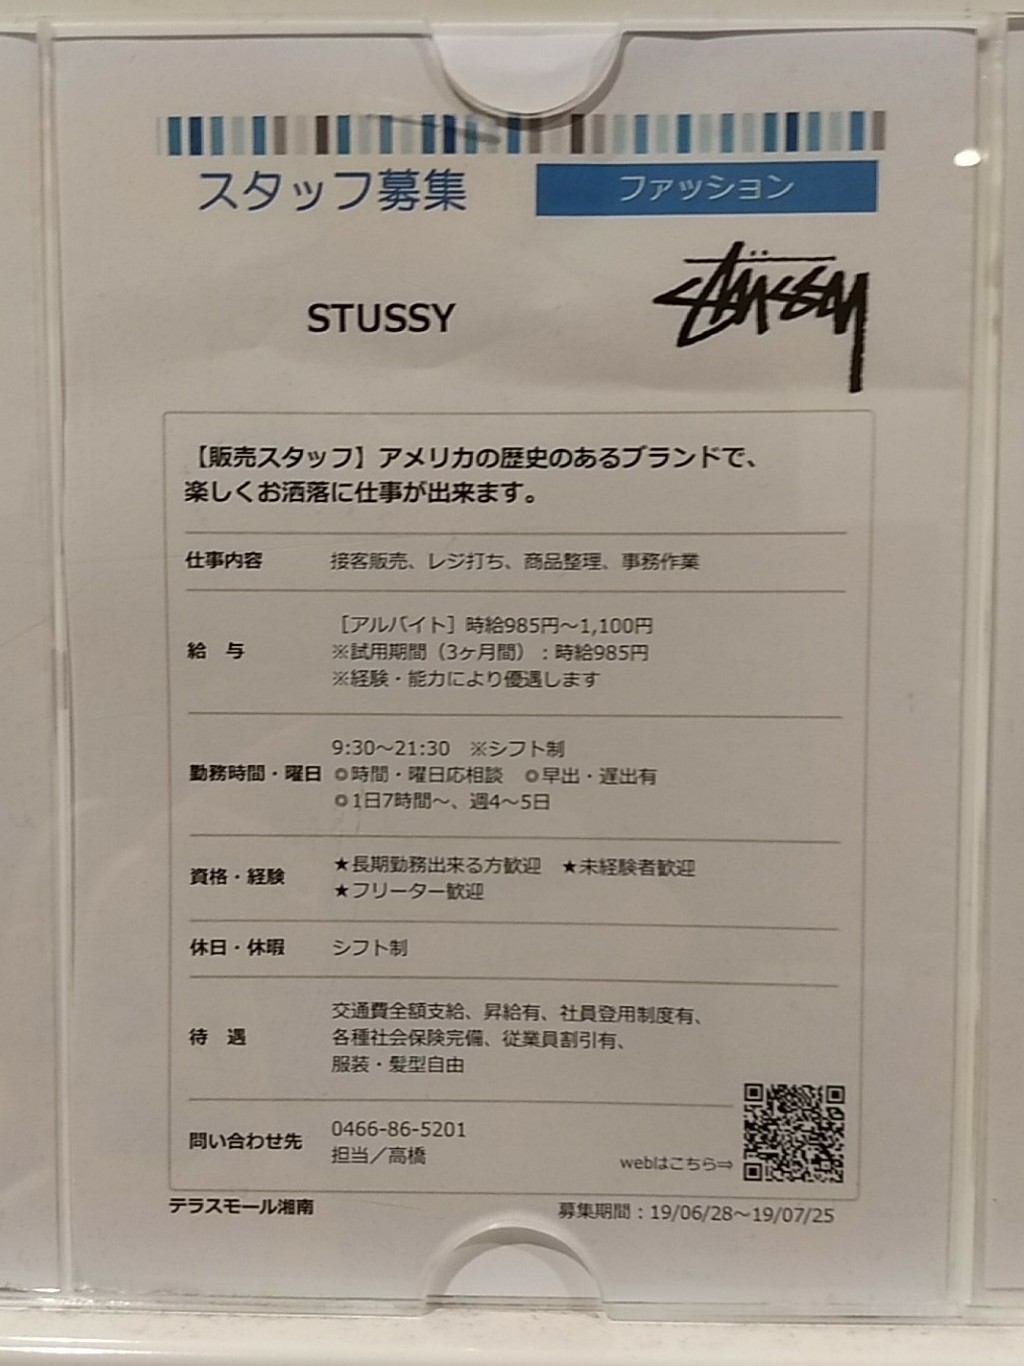 スタッフ募集
ファッション
STUSSY
STÜSSY
【販売スタッフ】アメリカの歴史のあるブランドで、
楽しくお洒落に仕事が出来ます。
仕事内容 接客販売、レジ打ち、商品整理、事務作業
給 与 ［アルバイト］時給985円～1,100円
※試用期間（3ヶ月間）：時給985円
※経験・能力により優遇します
勤務時間・曜日 9:30～21:30 ※シフト制
◎時間・曜日応相談 ◎早出・遅出有
◎1日7時間～、週4～5日
資格・経験 ★長期勤務出来る方歓迎 ★未経験者歓迎
★フリーター歓迎
休日・休暇 シフト制
待 遇 交通費全額支給、昇給有、社員登用制度有、
各種社会保険完備、従業員割引有、
服装・髪型自由
問い合わせ先 0466-86-5201
担当／高橋
webはこちら⇒
テラスモール湘南
募集期間：19/06/28～19/07/25